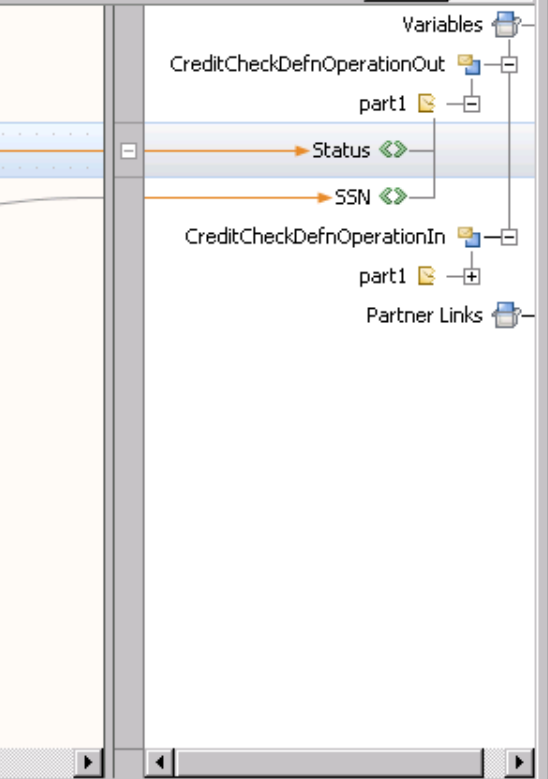 Variables
CreditCheckDefnOperationOut
part1
Status
SSN
CreditCheckDefnOperationIn
part1
Partner Links